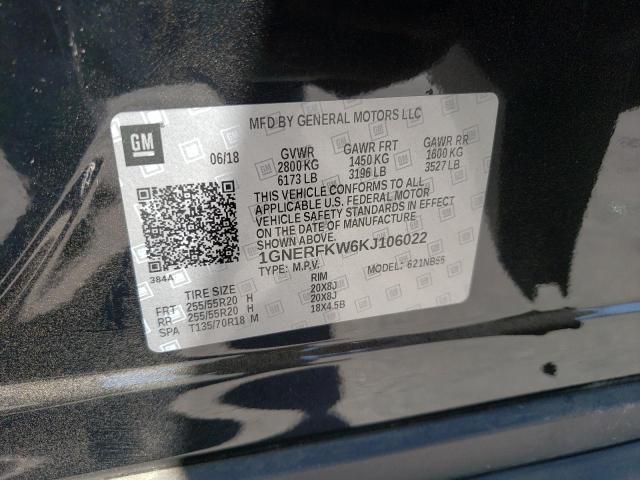 MFD BY GENERAL MOTORS LLC
GM
06/18
GVWR GAWR FRT GAWR RR
2800 KG 1450 KG 1600 KG
6173 LB 3196 LB 3527 LB
THIS VEHICLE CONFORMS TO ALL
APPLICABLE U.S. FEDERAL MOTOR
VEHICLE SAFETY STANDARDS IN EFFECT
ON THE DATE OF MANUFACTURE
SHOWN ABOVE.
1GNERFKW6KJ106022
TYPE: M.P.V. MODEL: 621NB56
384A
TIRE SIZE RIM
FRT 255/55R20 H 20X8J
RR 255/55R20 H 20X8J
SPA T135/70R18 M 18X4.5B